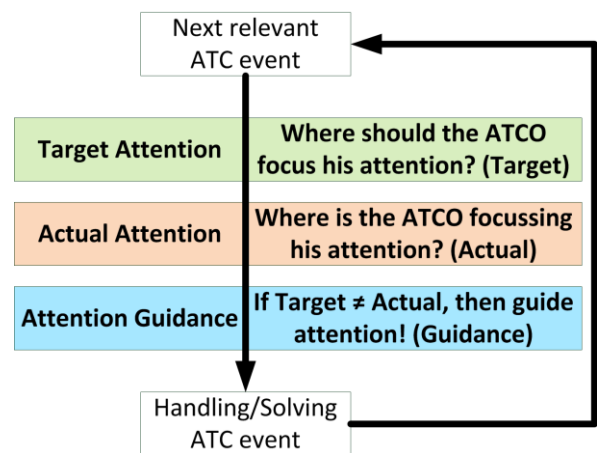 Next relevant
ATC event
Target Attention
Where should the ATCO
focus his attention? (Target)
Actual Attention
Where is the ATCO focussing
his attention? (Actual)
Attention Guidance
If Target ≠ Actual, then guide
attention! (Guidance)
Handling/Solving
ATC event